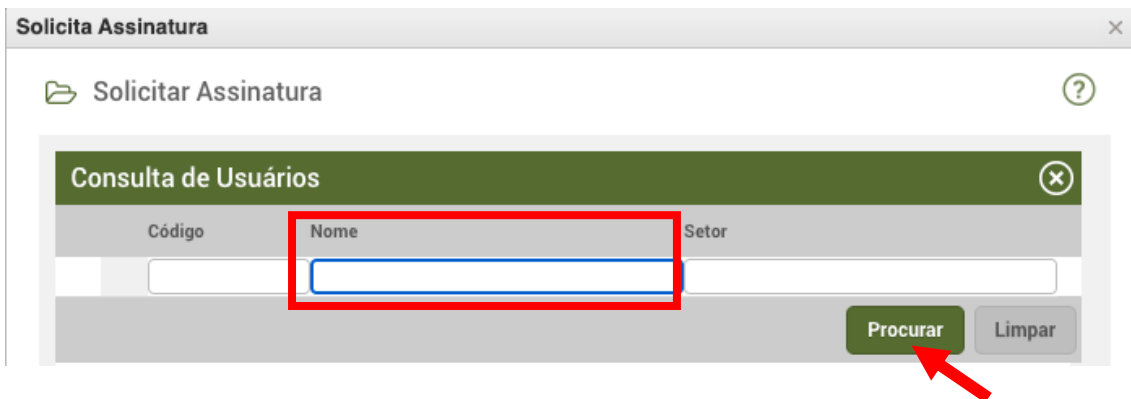 Solicita Assinatura ×
Solicitar Assinatura ?
Consulta de Usuários
Código Nome Setor
Procurar Limpar